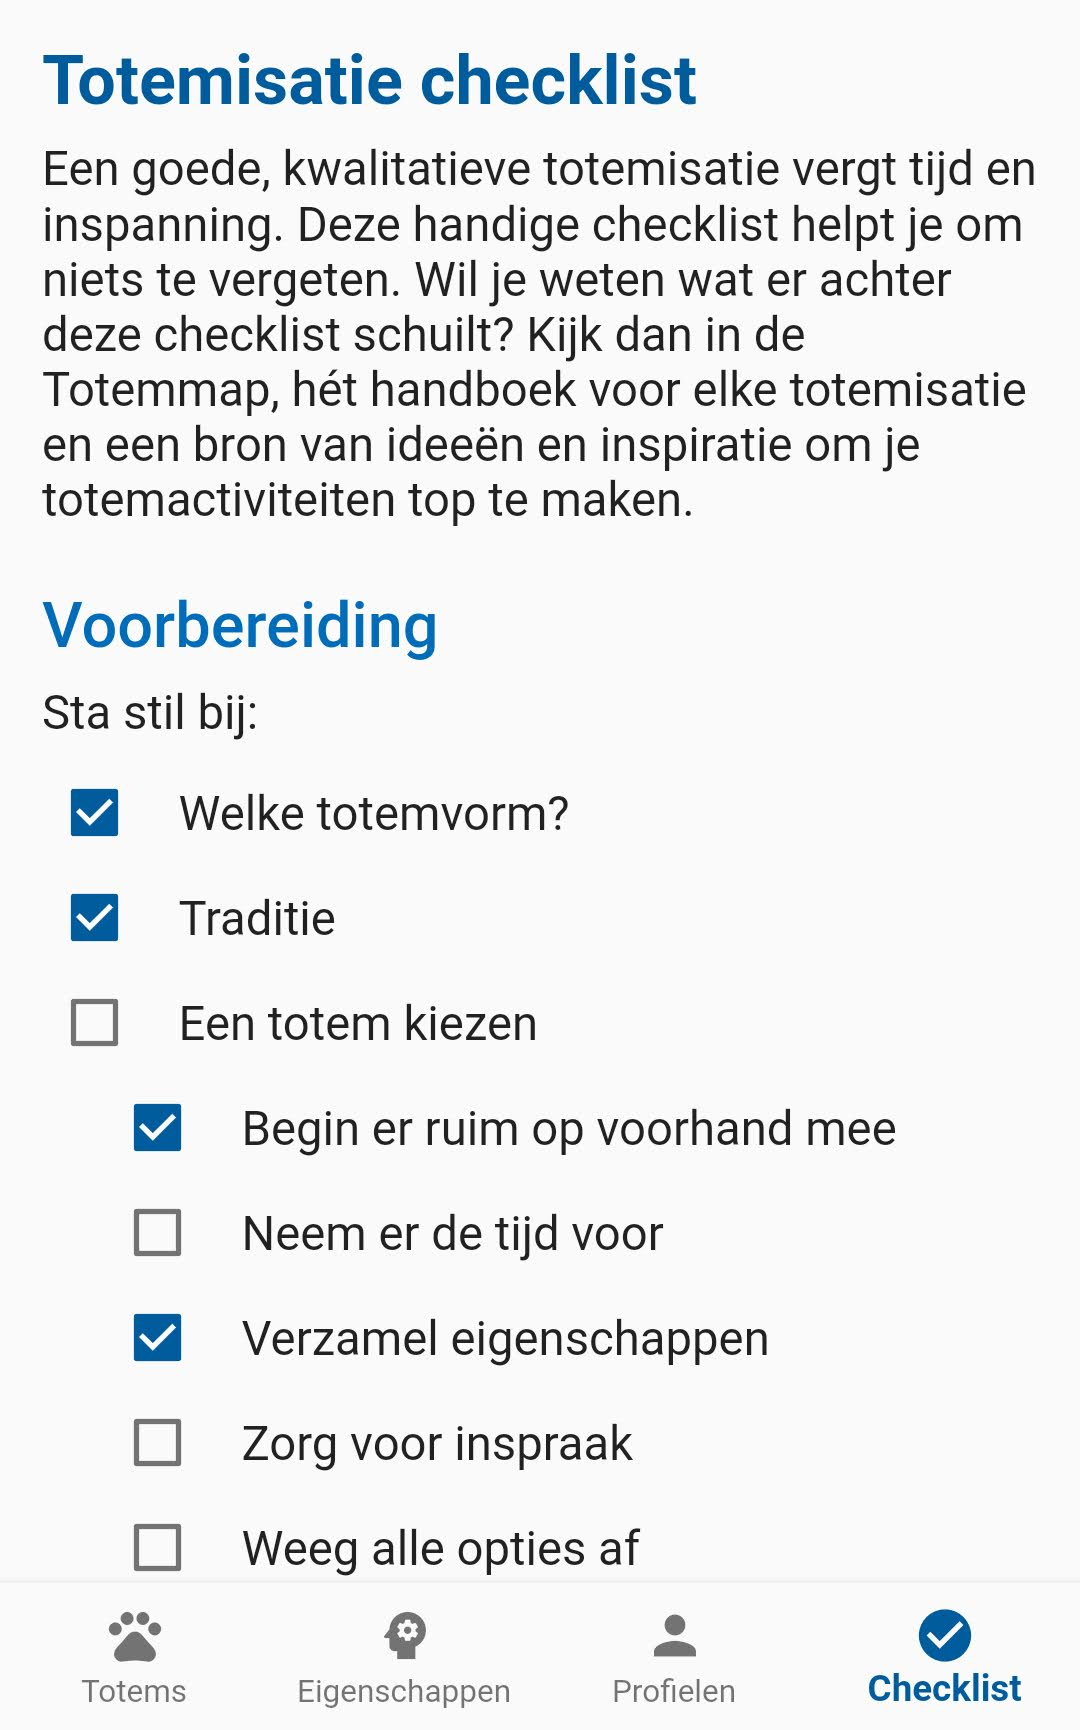 Totemisatie checklist
Een goede, kwalitatieve totemisatie vergt tijd en
inspanning. Deze handige checklist helpt je om
niets te vergeten. Wil je weten wat er achter
deze checklist schuilt? Kijk dan in de
Totemmap, hét handboek voor elke totemisatie
en een bron van ideeën en inspiratie om je
totemactiviteiten top te maken.
Voorbereiding
Sta stil bij:
Welke totemvorm?
Traditie
Een totem kiezen
Begin er ruim op voorhand mee
Neem er de tijd voor
Verzamel eigenschappen
Zorg voor inspraak
Weeg alle opties af
Totems
Eigenschappen
Profielen
Checklist